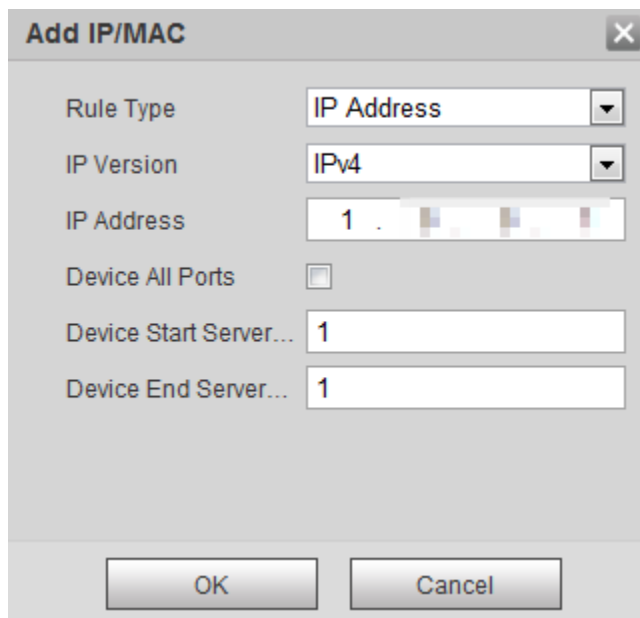 Add IP/MAC
Rule Type IP Address
IP Version IPv4
IP Address 1 .
Device All Ports
Device Start Server... 1
Device End Server... 1
OK Cancel